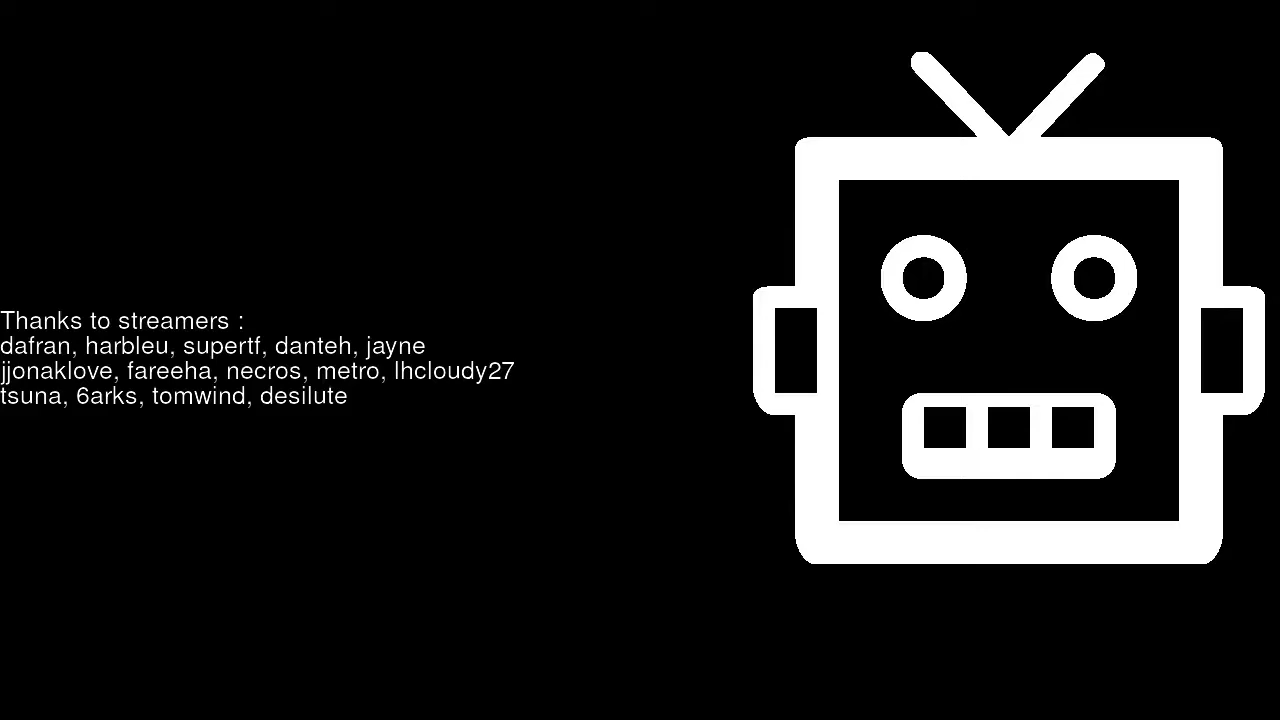 Thanks to streamers :
dafran, harbleu, supertf, danteh, jayne
jjonaklove, fareeha, necros, metro, lhcloudy27
tsuna, 6arks, tomwind, desilute